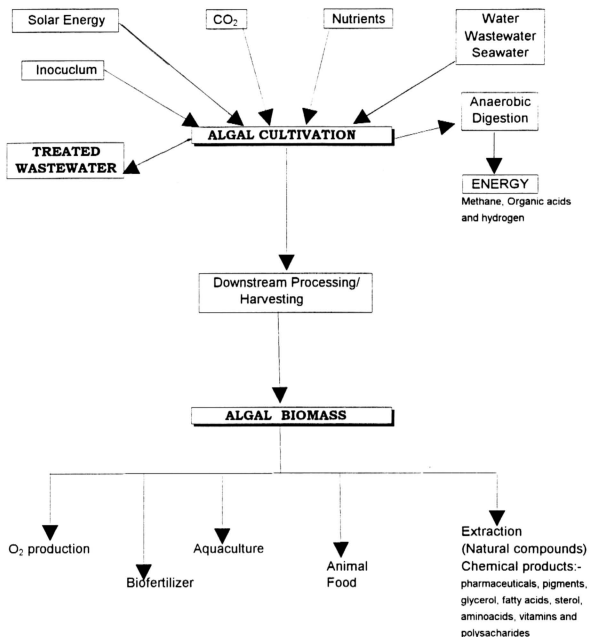 Solar Energy
CO₂
Nutrients
Water
Wastewater
Seawater
Inocuclum
Anaerobic
Digestion
ALGAL CULTIVATION
TREATED
WASTEWATER
ENERGY
Methane, Organic acids
and hydrogen
Downstream Processing/
Harvesting
ALGAL BIOMASS
O₂ production
Biofertilizer
Aquaculture
Animal
Food
Extraction
(Natural compounds)
Chemical products:-
pharmaceuticals, pigments,
glycerol, fatty acids, sterol,
aminoacids, vitamins and
polysacharides